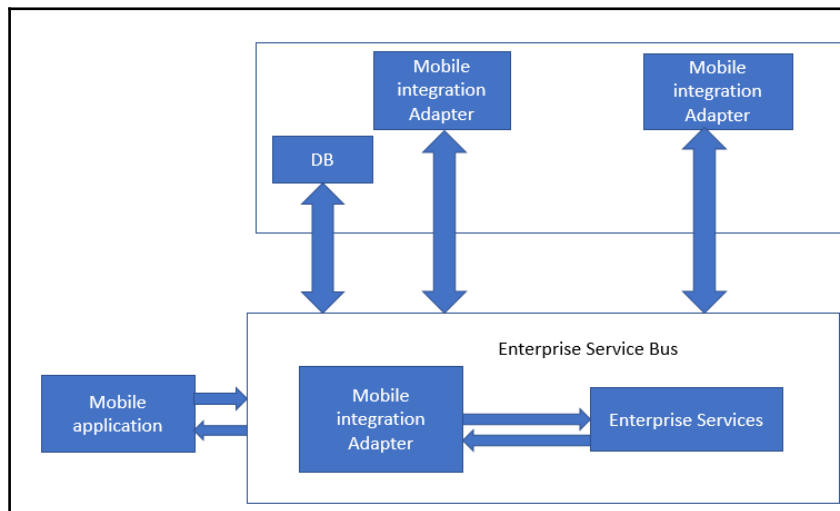 Mobile
integration
Adapter
Mobile
integration
Adapter
DB
Enterprise Service Bus
Mobile
application
Mobile
integration
Adapter
Enterprise Services